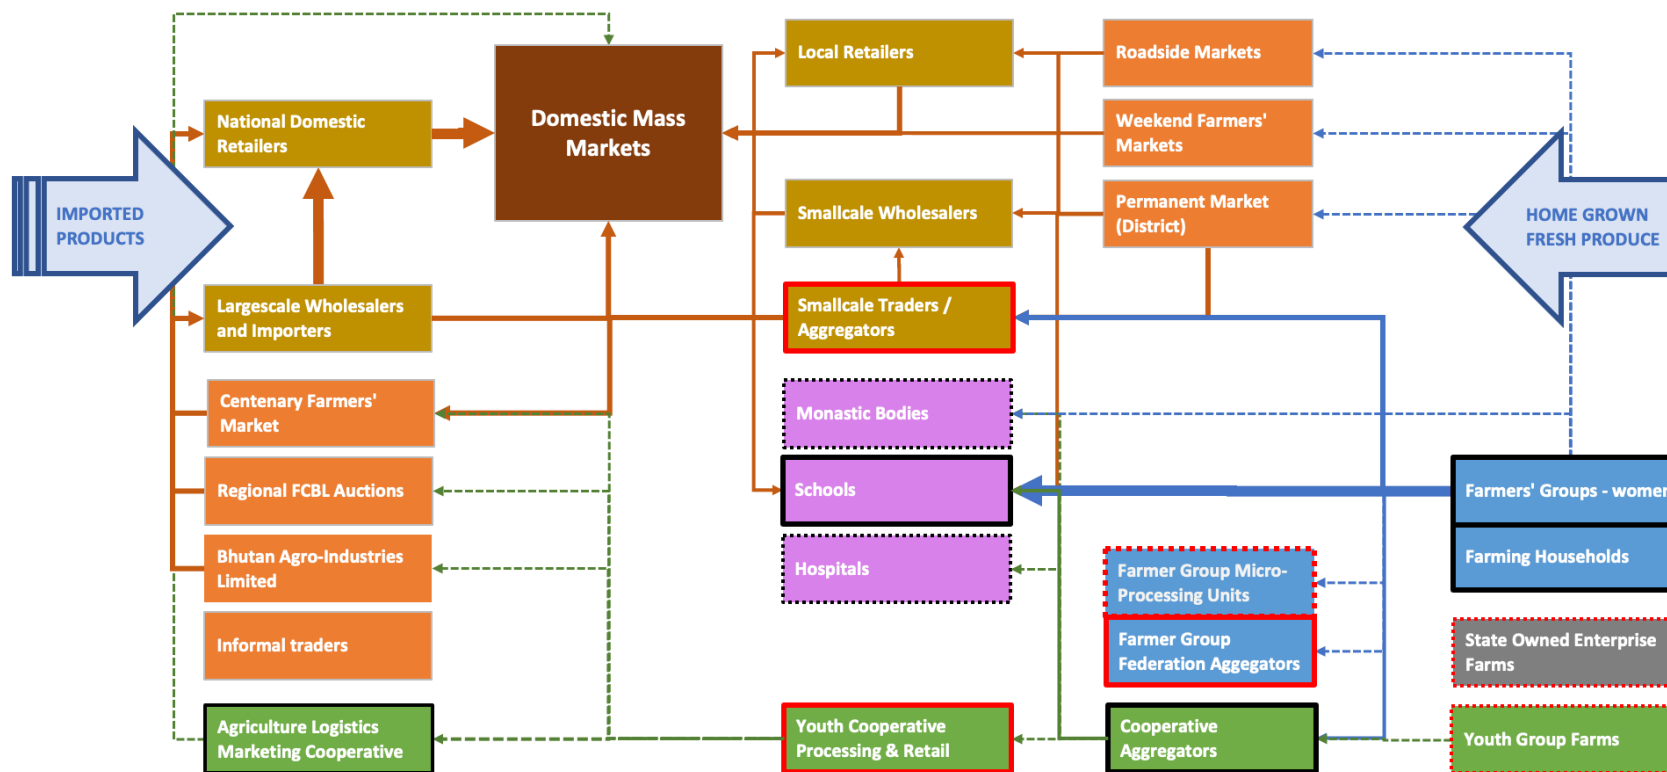 Local Retailers
Roadside Markets
National Domestic
Retailers
Domestic Mass
Markets
Weekend Farmers'
Markets
IMPORTED
PRODUCTS
Smallscale Wholesalers
Permanent Market
(District)
HOME GROWN
FRESH PRODUCE
Largescale Wholesalers
and Importers
Smallcale Traders /
Aggregators
Centenary Farmers'
Market
Monastic Bodies
Regional FCBL Auctions
Schools
Farmers' Groups - women
Bhutan Agro-Industries
Limited
Hospitals
Farmer Group Micro-
Processing Units
Farming Households
Informal traders
Farmer Group
Federation Aggegators
State Owned Enterprise
Farms
Agriculture Logistics
Marketing Cooperative
Youth Cooperative
Processing & Retail
Cooperative
Aggregators
Youth Group Farms